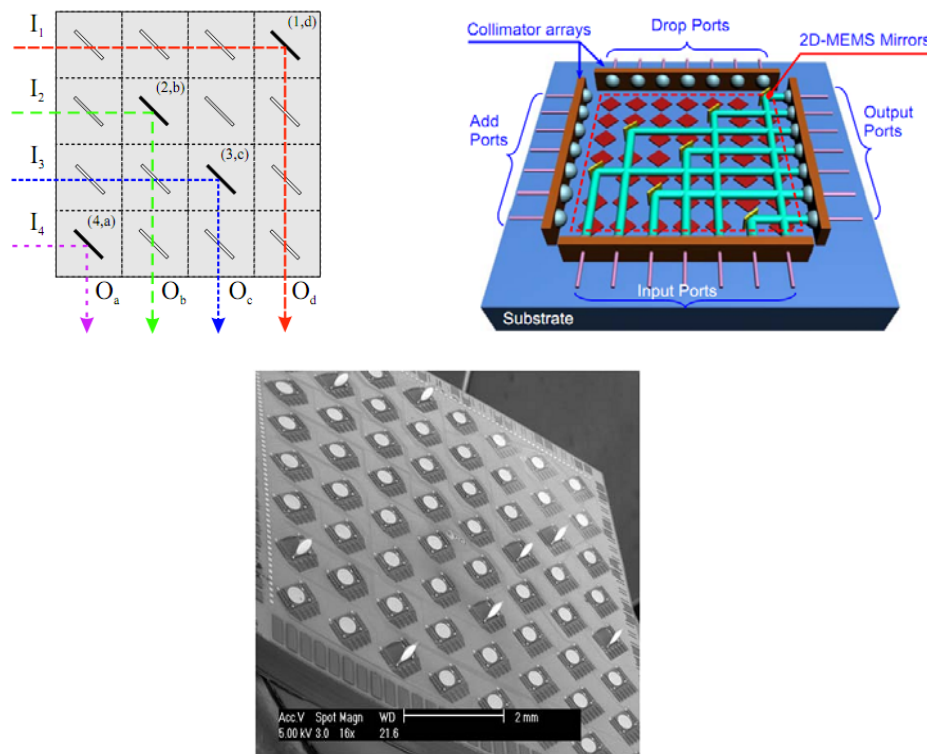 I1
(1,d)
I2
(2,b)
I3
(3,c)
I4
(4,a)
Oa Ob Oc Od
Drop Ports
Collimator arrays
2D-MEMS Mirrors
Add
Ports
Output
Ports
Input Ports
Substrate
Acc.V Spot Magn WD 2 mm
5.00 kV 3.0 16x 21.6